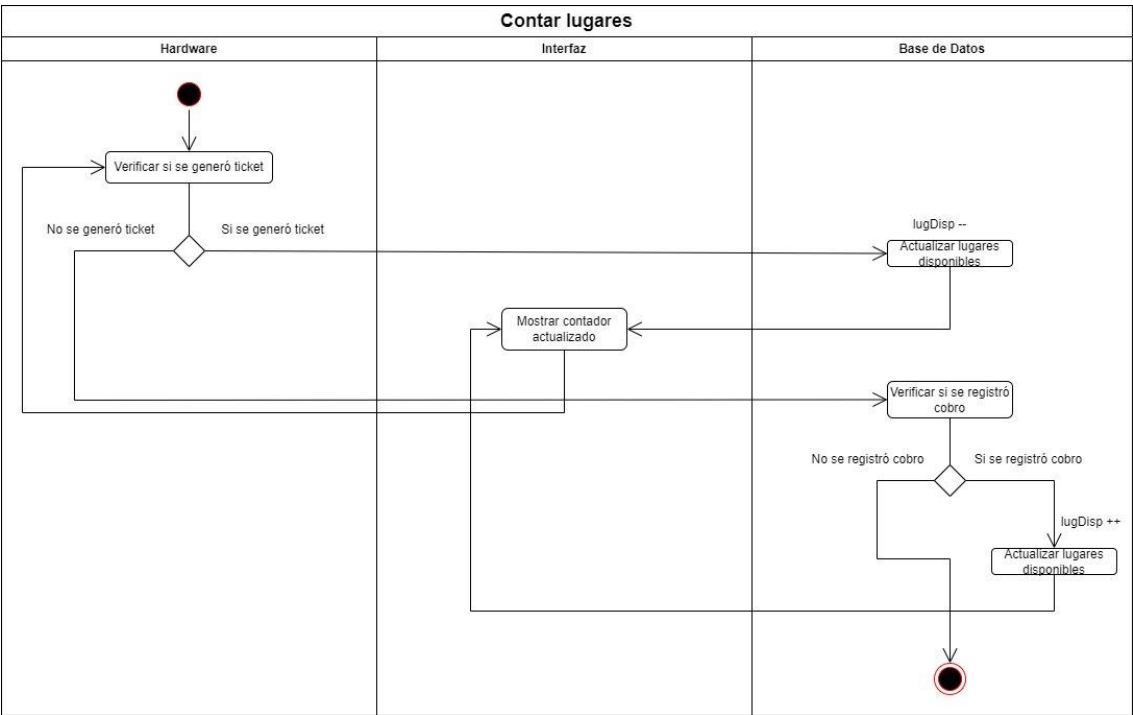 Contar lugares
Hardware
Interfaz
Base de Datos
Verificar si se generó ticket
No se generó ticket
Si se generó ticket
lugDisp --
Actualizar lugares
disponibles
Mostrar contador
actualizado
Verificar si se registró
cobro
No se registró cobro
Si se registró cobro
lugDisp ++
Actualizar lugares
disponibles